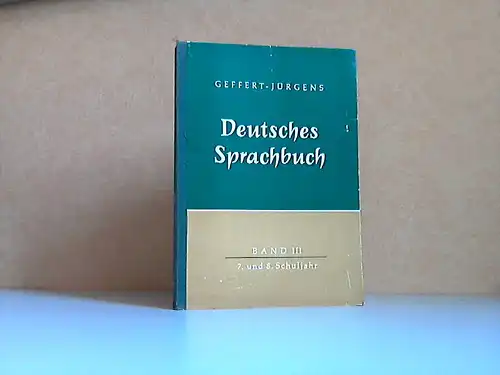 GEFFERT-JÜRGENS
Deutsches
Sprachbuch
BAND III
7. und 8. Schuljahr